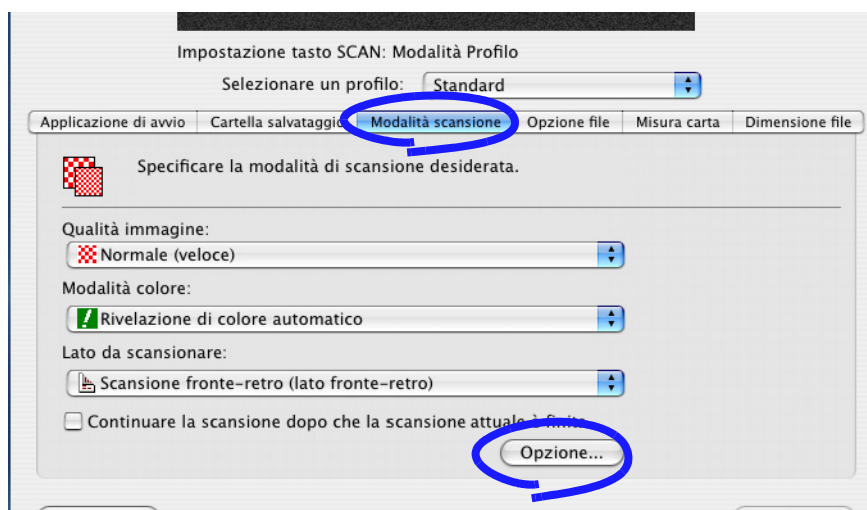 Impostazione tasto SCAN: Modalità Profilo
Selezionare un profilo: Standard
Applicazione di avvio Cartella salvataggio Modalità scansione Opzione file Misura carta Dimensione file
Specificare la modalità di scansione desiderata.
Qualità immagine:
Normale (veloce)
Modalità colore:
Rivelazione di colore automatico
Lato da scansionare:
Scansione fronte-retro (lato fronte-retro)
Continuare la scansione dopo che la scansione attuale è finita
Opzione...